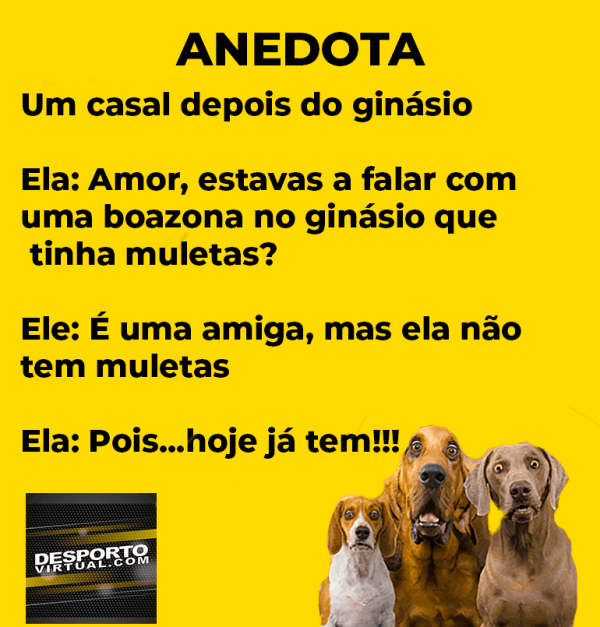 ANEDOTA
Um casal depois do ginásio
Ela: Amor, estavas a falar com
uma boazona no ginásio que
tinha muletas?
Ele: É uma amiga, mas ela não
tem muletas
Ela: Pois...hoje já tem!!!
DESPORTO
VIRTUAL.COM